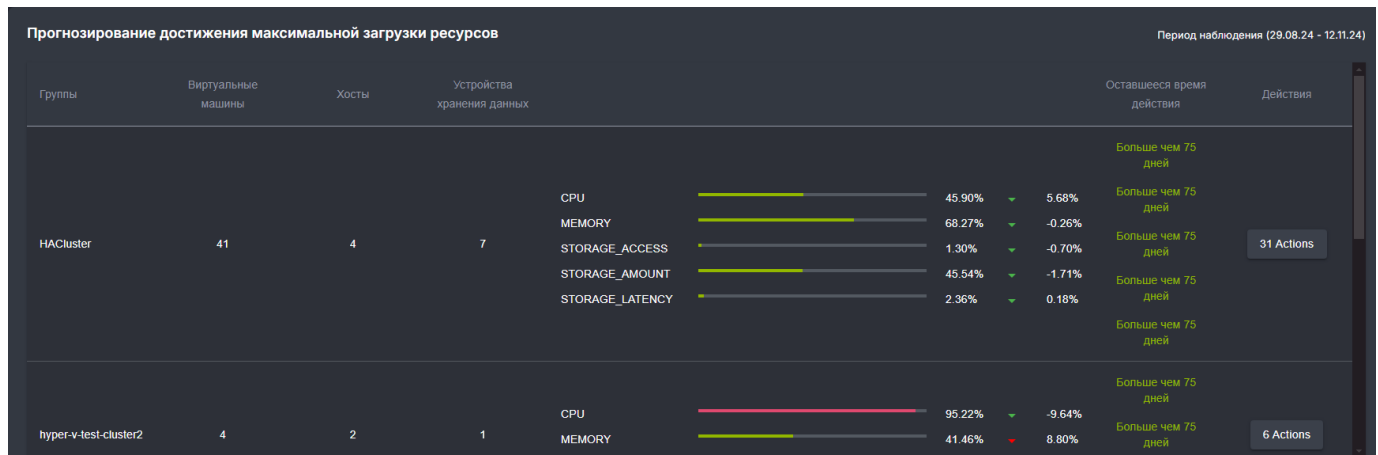 Прогнозирование достижения максимальной загрузки ресурсов
Период наблюдения (29.08.24 - 12.11.24)
Группы
Виртуальные
машины
Хосты
Устройства
хранения данных
Оставшееся время
действия
Действия
HACluster
41
4
7
CPU 45.90% 5.68%
MEMORY 68.27% -0.26%
STORAGE_ACCESS 1.30% -0.70%
STORAGE_AMOUNT 45.54% -1.71%
STORAGE_LATENCY 2.36% 0.18%
Больше чем 75
дней
Больше чем 75
дней
Больше чем 75
дней
Больше чем 75
дней
Больше чем 75
дней
31 Actions
hyper-v-test-cluster2
4
2
1
CPU 95.22% -9.64%
MEMORY 41.46% 8.80%
Больше чем 75
дней
Больше чем 75
дней
6 Actions